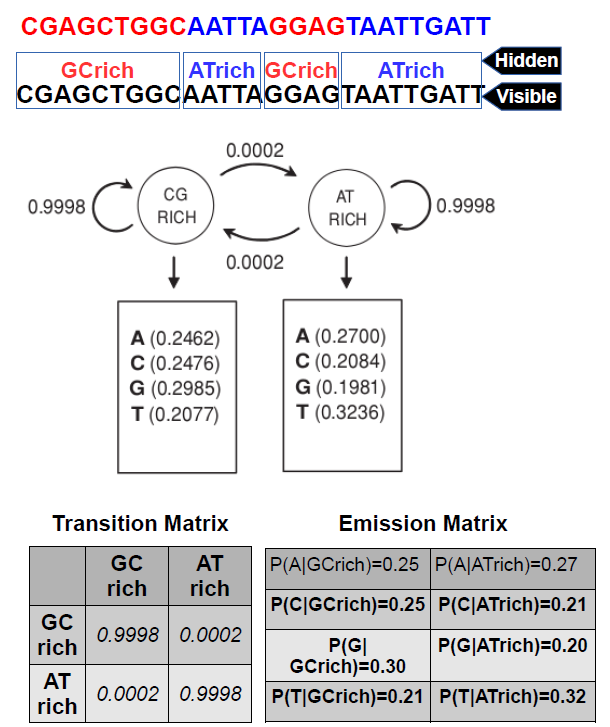 CGAGCTGGCAATTAGGAGTAATTGATT
GCrich ATrich GCrich ATrich Hidden
CGAGCTGGCAATTAGGAGTAATTGATT Visible
0.0002
0.9998 CG RICH AT RICH 0.9998
0.0002
A (0.2462) A (0.2700)
C (0.2476) C (0.2084)
G (0.2985) G (0.1981)
T (0.2077) T (0.3236)
Transition Matrix
GC rich AT rich
GC rich 0.9998 0.0002
AT rich 0.0002 0.9998
Emission Matrix
P(A|GCrich)=0.25 P(A|ATrich)=0.27
P(C|GCrich)=0.25 P(C|ATrich)=0.21
P(G| GCrich)=0.30 P(G|ATrich)=0.20
P(T|GCrich)=0.21 P(T|ATrich)=0.32